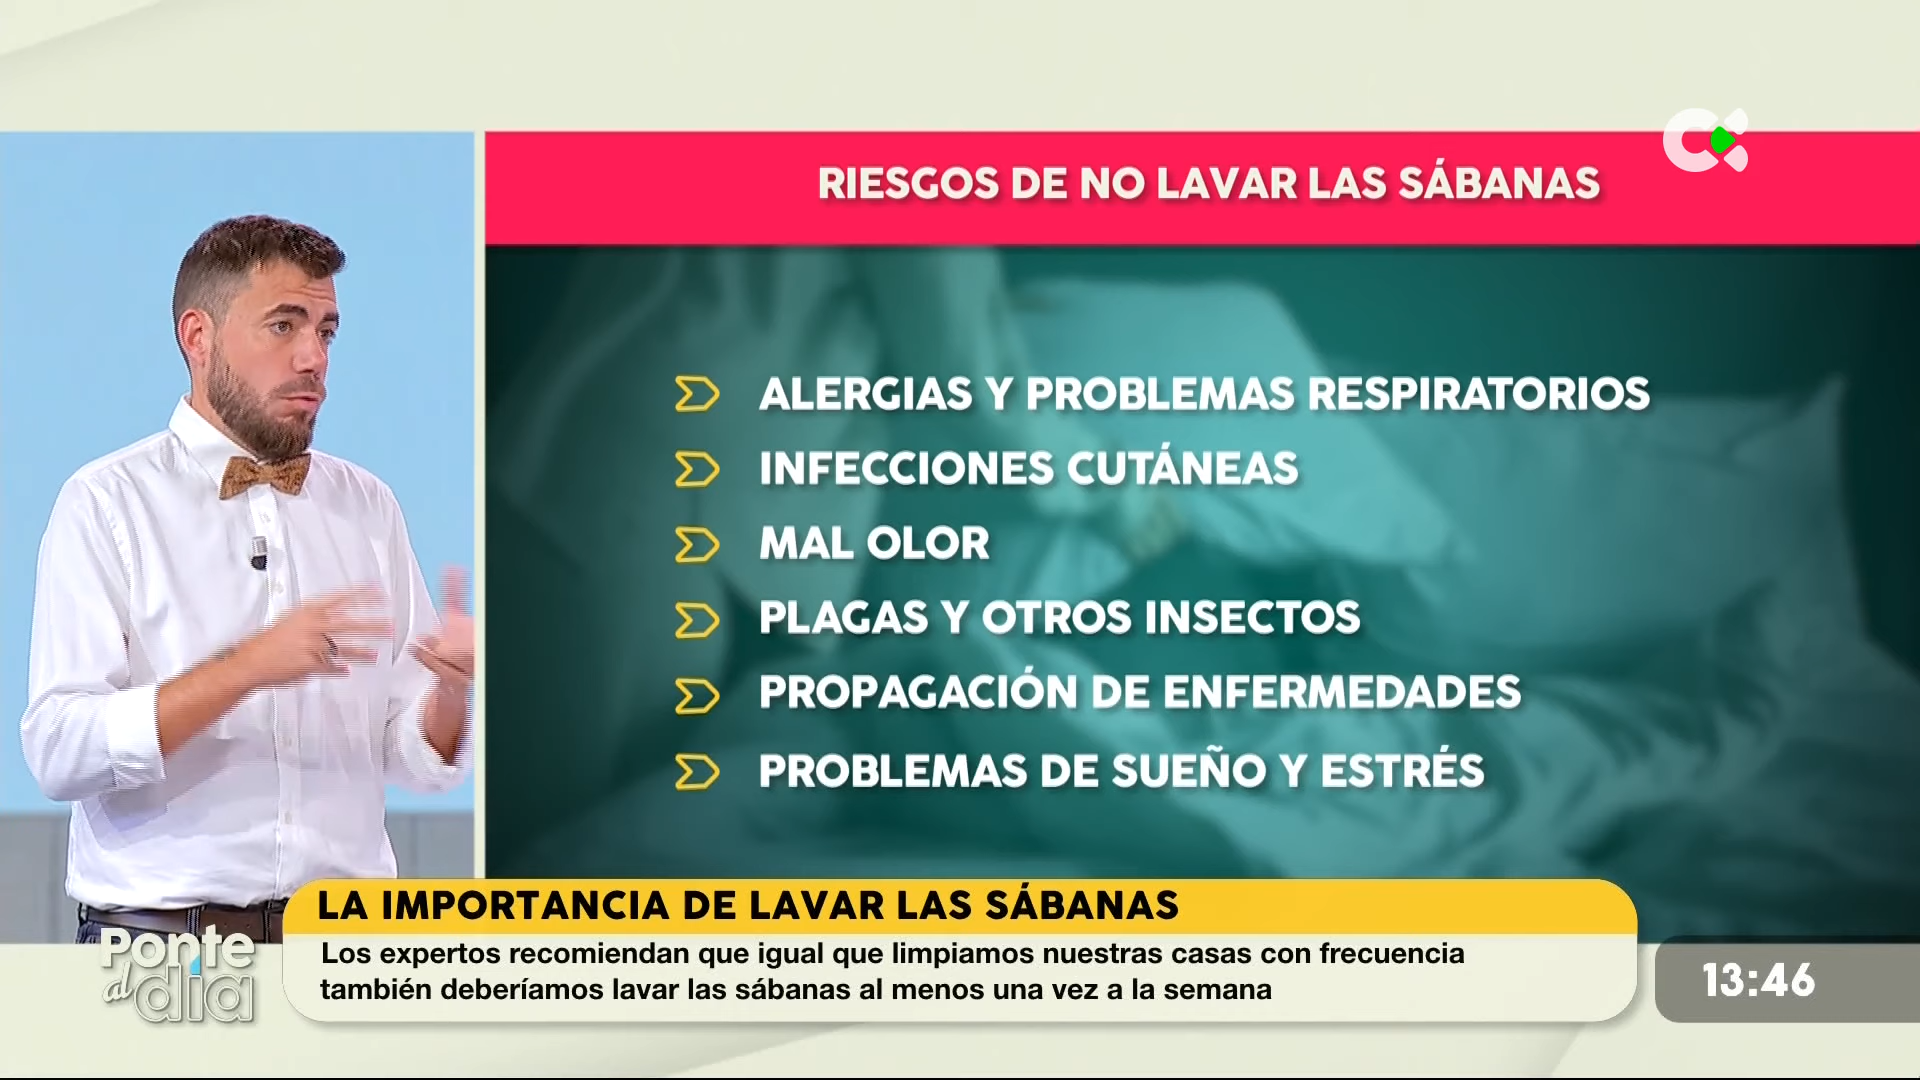 RIESGOS DE NO LAVAR LAS SÁBANAS
ALERGIAS Y PROBLEMAS RESPIRATORIOS
INFECCIONES CUTÁNEAS
MAL OLOR
PLAGAS Y OTROS INSECTOS
PROPAGACIÓN DE ENFERMEDADES
PROBLEMAS DE SUEÑO Y ESTRÉS
LA IMPORTANCIA DE LAVAR LAS SÁBANAS
Los expertos recomiendan que igual que limpiamos nuestras casas con frecuencia
también deberíamos lavar las sábanas al menos una vez a la semana
Ponte
al día
13:46